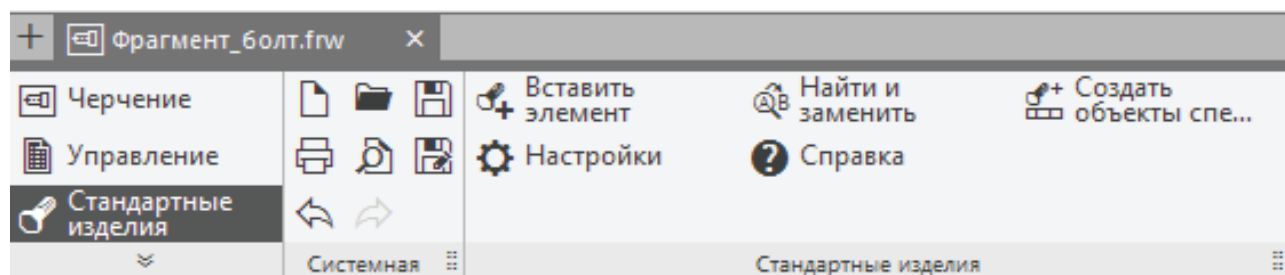 Фрагмент_болт.frw
Черчение
Управление
Стандартные
изделия
Системная
Вставить
элемент
Найти и
заменить
Создать
объекты спе...
Настройки
Справка
Стандартные изделия